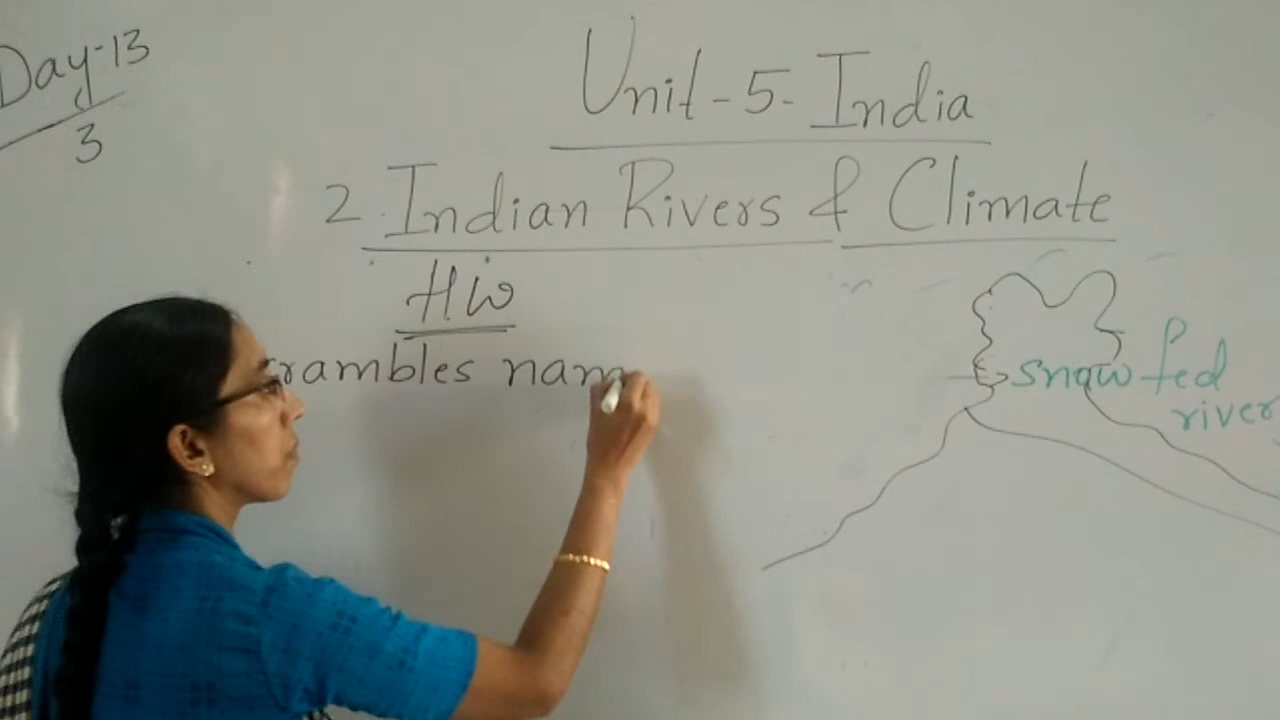 Day-13
3
Unit-5- India
2. Indian Rivers & Climate
HW
rambles nam
snow fed
river